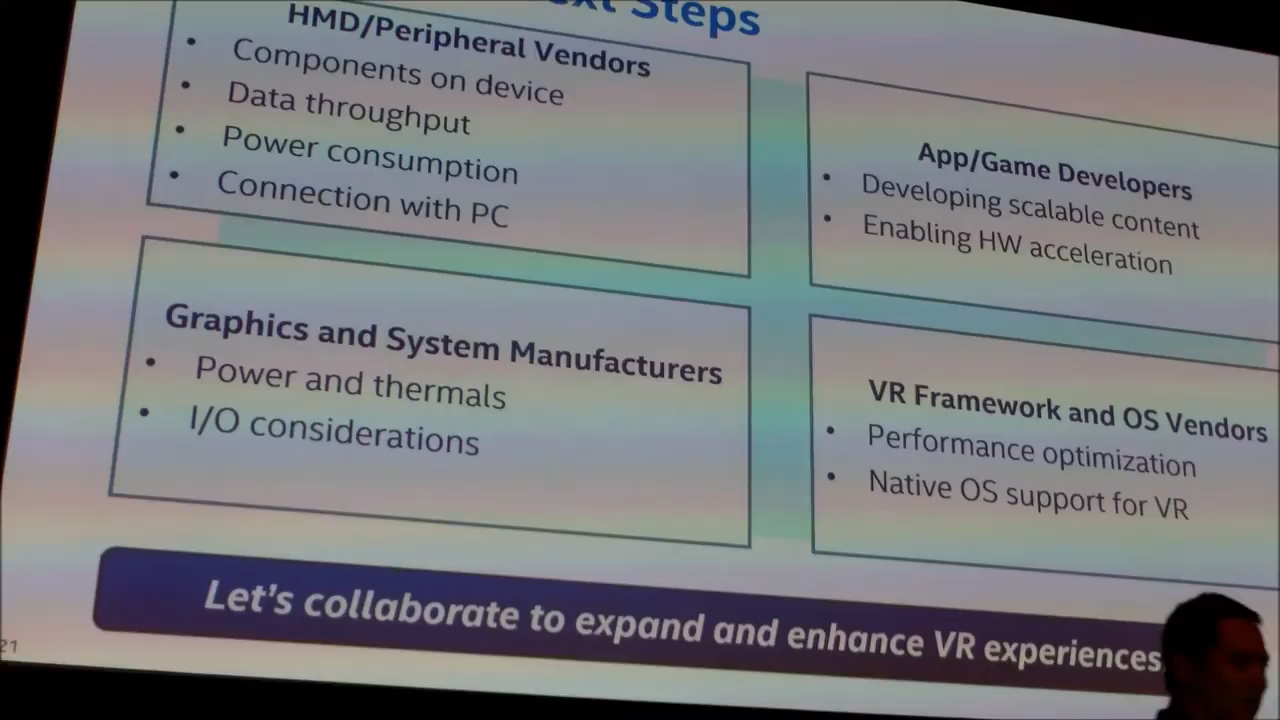 Steps
HMD/Peripheral Vendors
• Components on device
• Data throughput
• Power consumption
• Connection with PC
App/Game Developers
• Developing scalable content
• Enabling HW acceleration
Graphics and System Manufacturers
• Power and thermals
• I/O considerations
VR Framework and OS Vendors
• Performance optimization
• Native OS support for VR
Let's collaborate to expand and enhance VR experiences
21